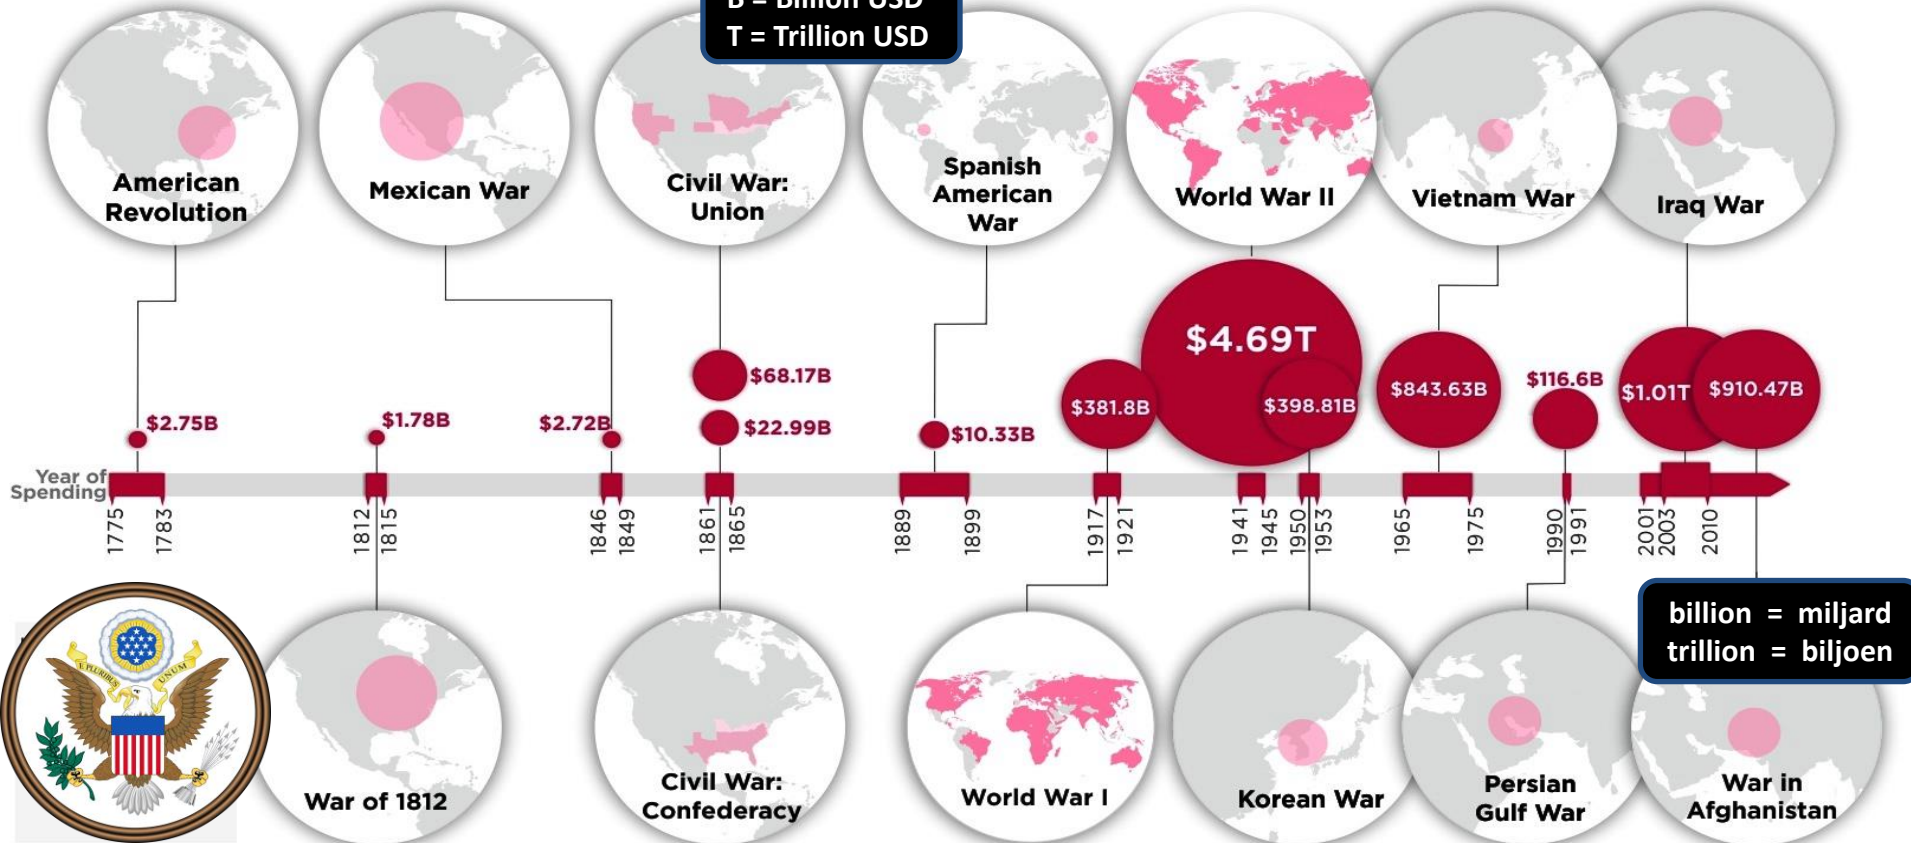 B = Billion USD
T = Trillion USD
American
Revolution
Mexican War
Civil War:
Union
Spanish
American
War
World War II
Vietnam War
Iraq War
$2.75B
$1.78B
$2.72B
$68.17B
$22.99B
$10.33B
$381.8B
$4.69T
$398.81B
$843.63B
$116.6B
$1.01T
$910.47B
Year of
Spending
1775
1783
1812
1815
1846
1849
1861
1865
1889
1899
1917
1921
1941
1945
1950
1953
1965
1975
1990
1991
2001
2003
2010
E PLURIBUS UNUM
War of 1812
Civil War:
Confederacy
World War I
Korean War
Persian
Gulf War
War in
Afghanistan
billion = miljard
trillion = biljoen